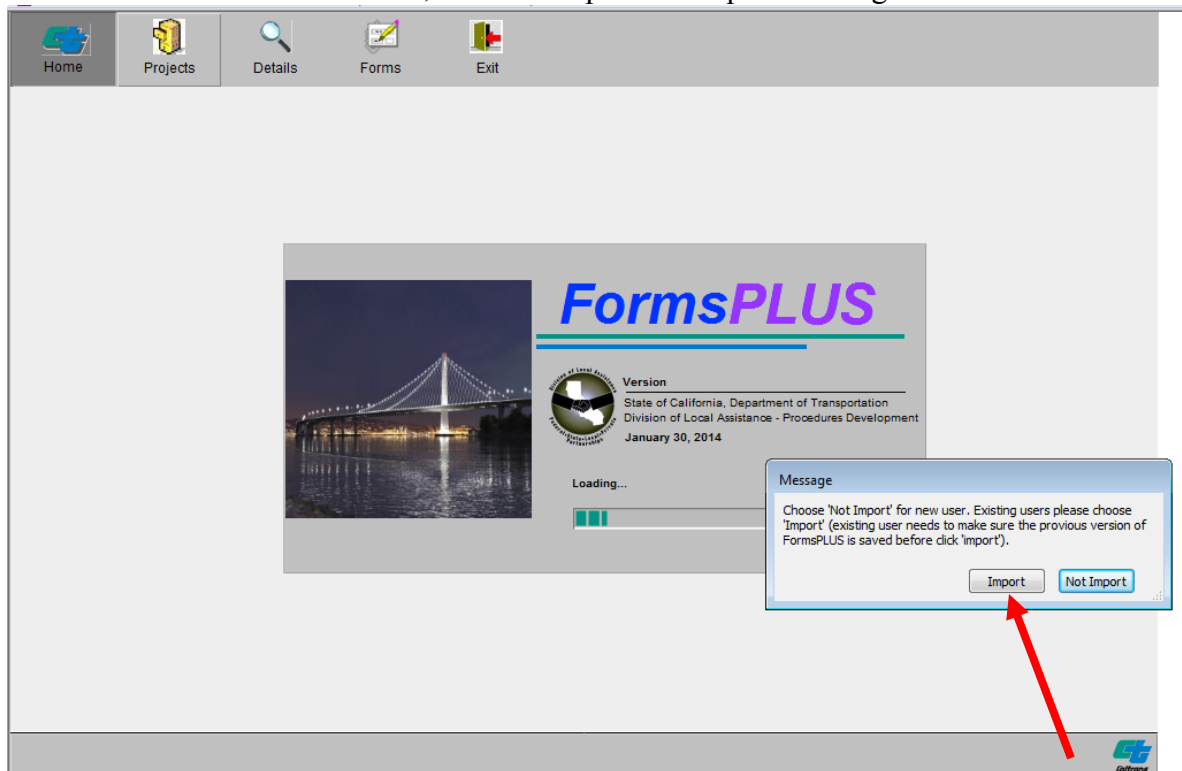 Home Projects Details Forms Exit
FormsPLUS
Version
State of California, Department of Transportation
Division of Local Assistance - Procedures Development
January 30, 2014
Loading...
Message
Choose 'Not Import' for new user. Existing users please choose
'Import' (existing user needs to make sure the provious version of
FormsPLUS is saved before click 'import').
Import Not Import
Caltrans